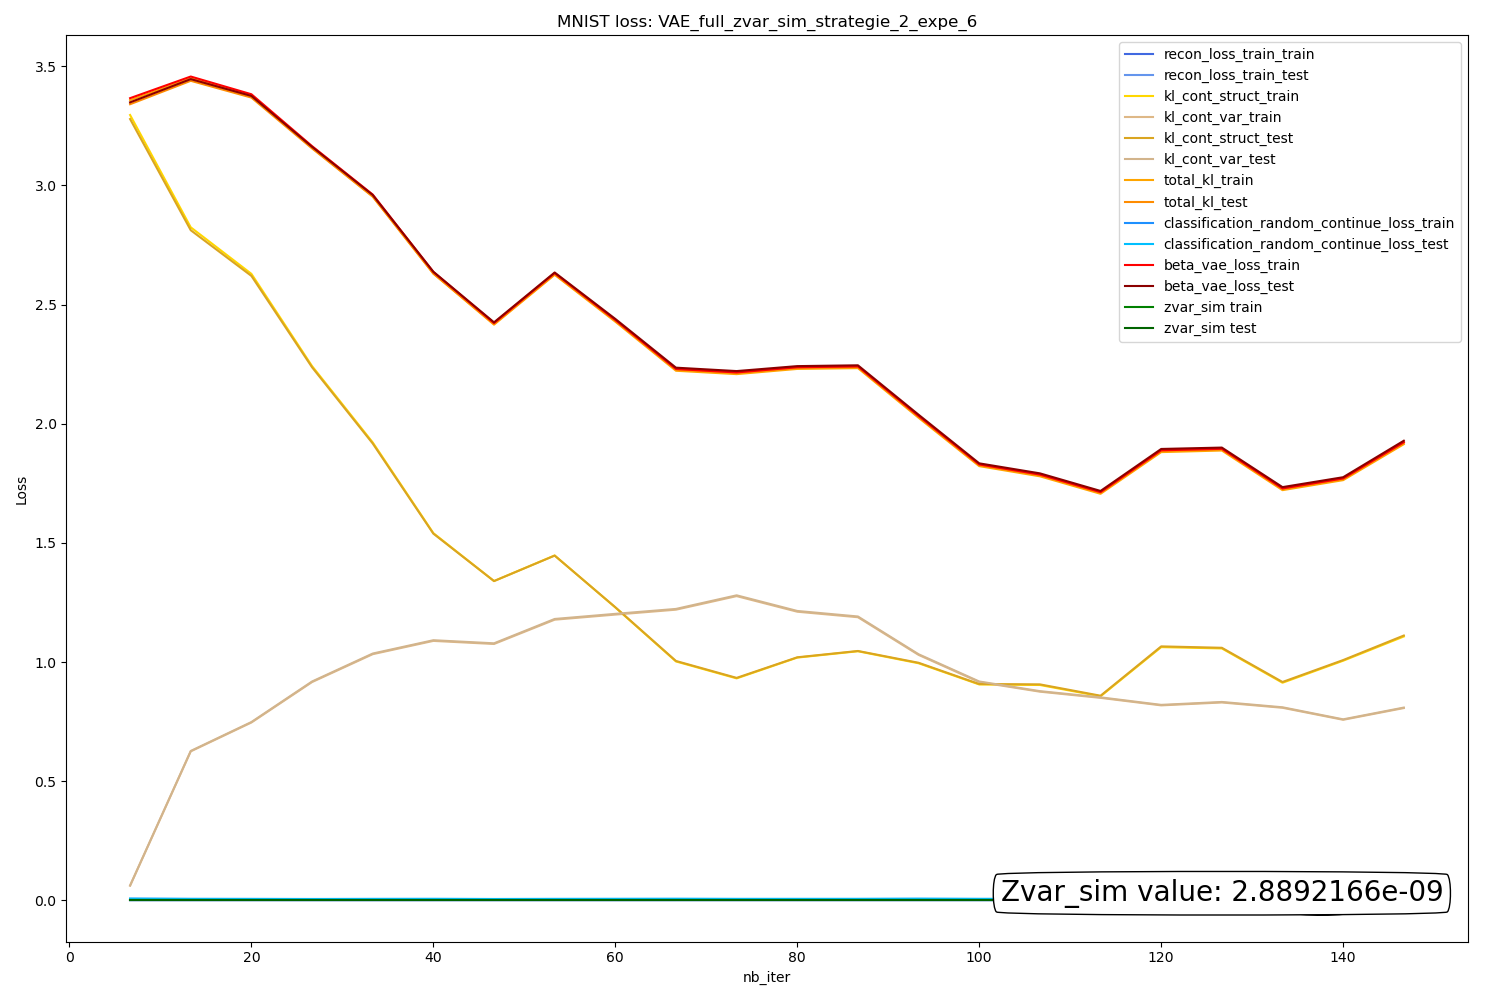 MNIST loss: VAE_full_zvar_sim_strategie_2_expe_6
recon_loss_train_train
recon_loss_train_test
kl_cont_struct_train
kl_cont_var_train
kl_cont_struct_test
kl_cont_var_test
total_kl_train
total_kl_test
classification_random_continue_loss_train
classification_random_continue_loss_test
beta_vae_loss_train
beta_vae_loss_test
zvar_sim train
zvar_sim test
3.5
3.0
2.5
2.0
1.5
1.0
0.5
0.0
Loss
Zvar_sim value: 2.8892166e-09
0 20 40 60 80 100 120 140
nb_iter